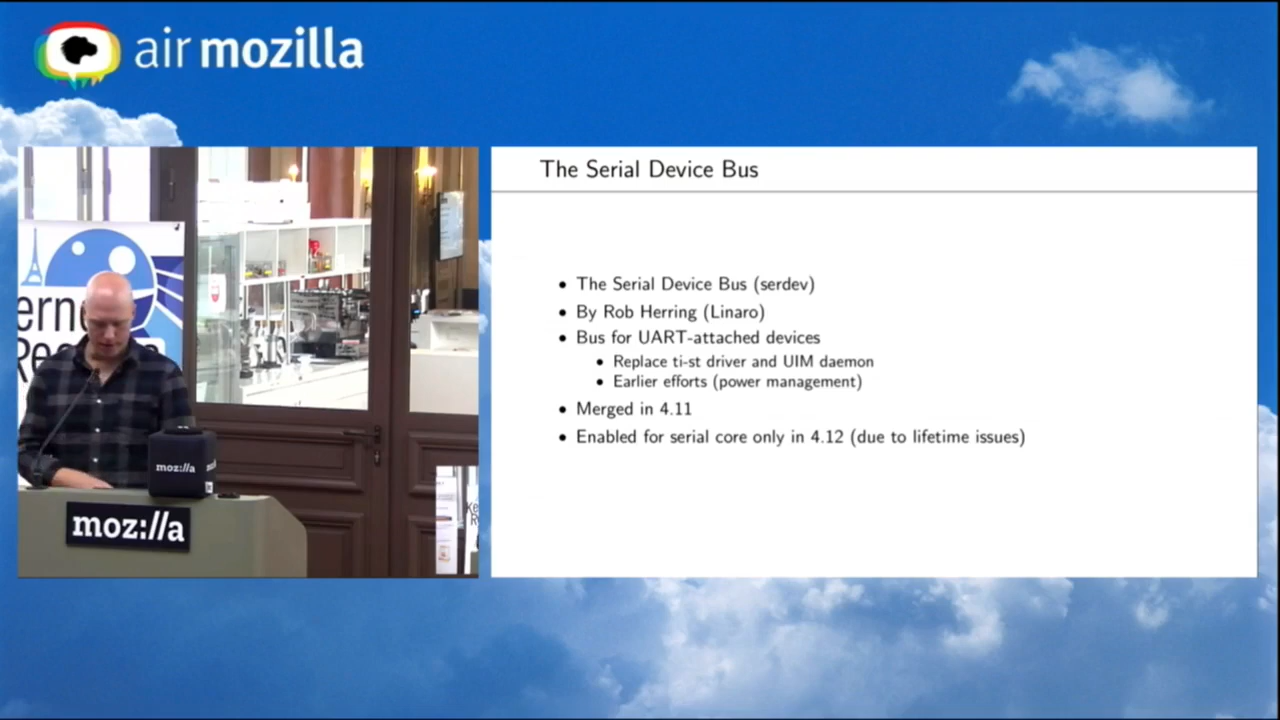 air mozilla
The Serial Device Bus
• The Serial Device Bus (serdev)
• By Rob Herring (Linaro)
• Bus for UART-attached devices
• Replace ti-st driver and UIM daemon
• Earlier efforts (power management)
• Merged in 4.11
• Enabled for serial core only in 4.12 (due to lifetime issues)
moz://a
moz://a